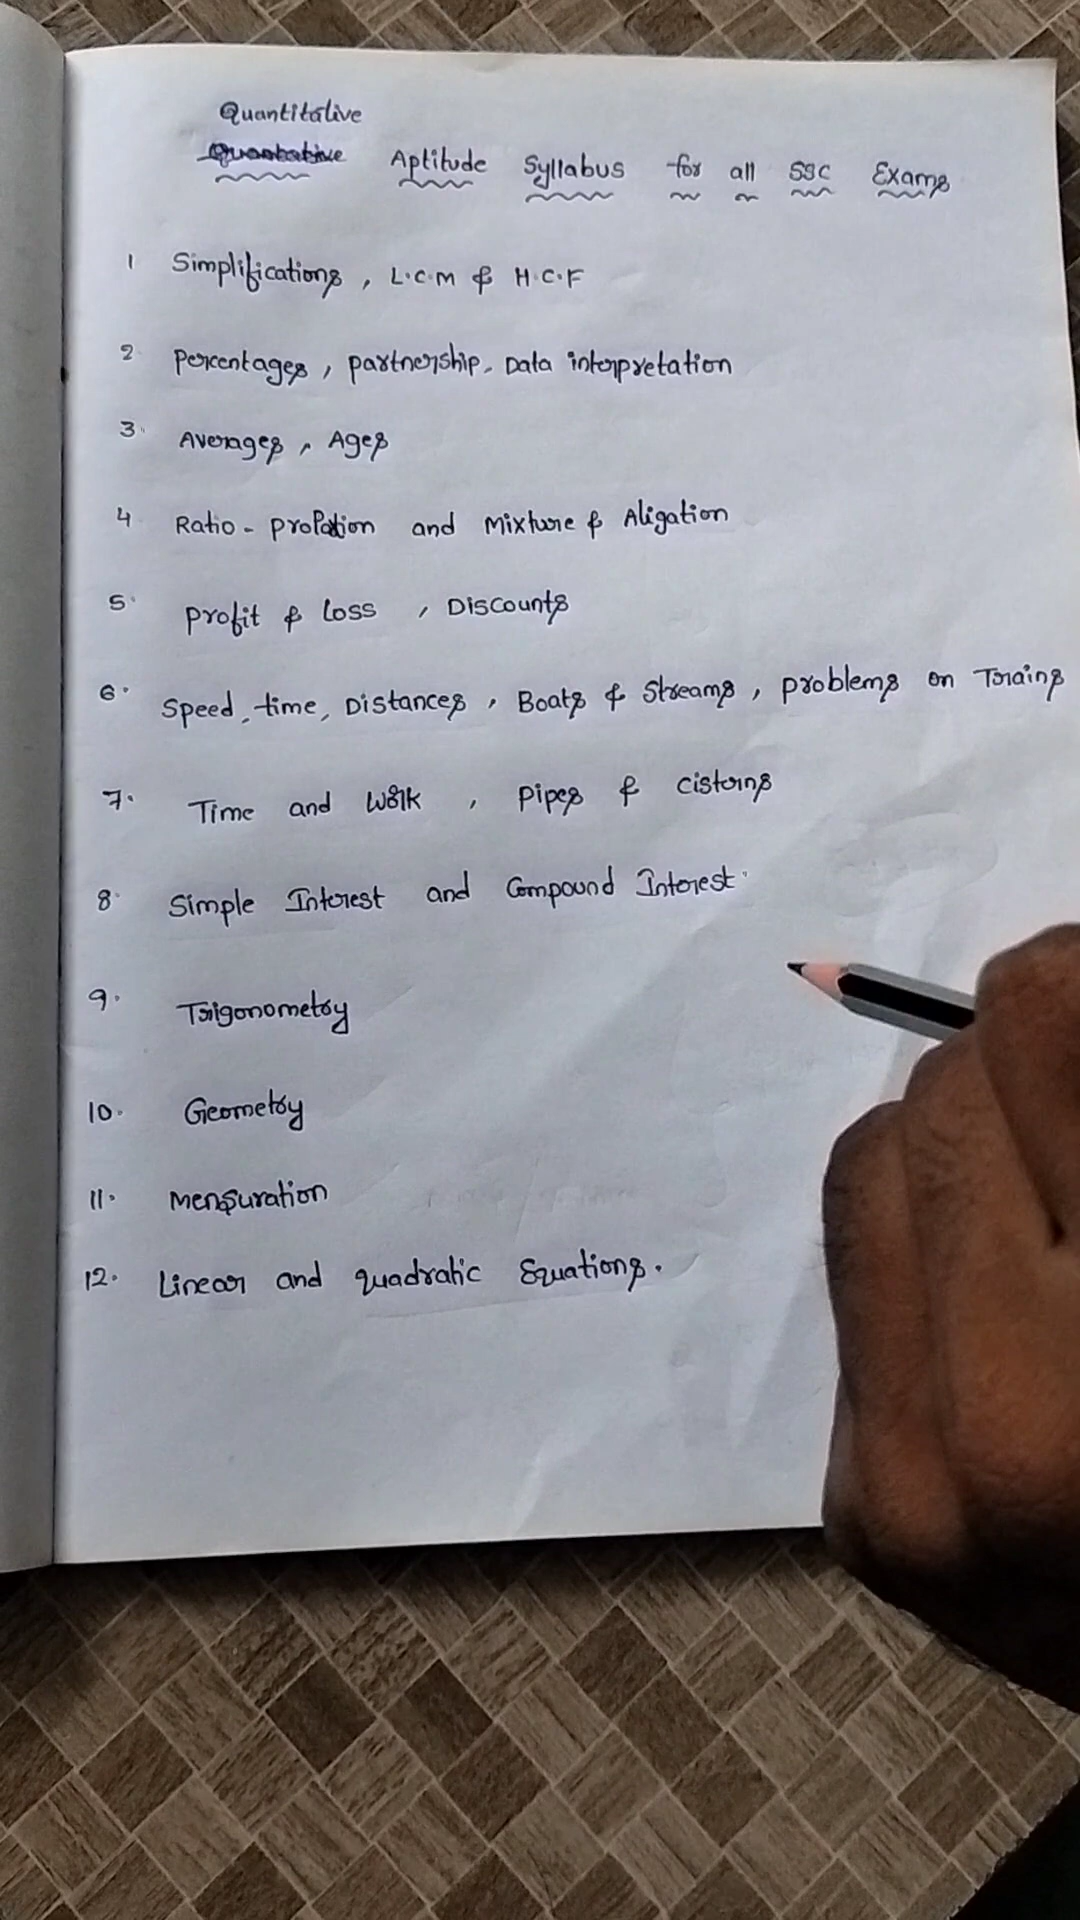 Quantitative
Aptitude Syllabus for all SSC Exams
1 Simplifications, L.C.M & H.C.F
2. Percentages, partnership, Data interpretation
3. Averages, Ages
4. Ratio - Propotion and Mixture & Aligation
5. Profit & Loss, Discounts
6. Speed, time, Distances, Boats & Streams, problems on Trains
7. Time and Work, Pipes & cisterns
8. Simple Interest and Compound Interest.
9. Trigonometry
10. Geometry
11. Mensuration
12. Linear and quadratic Equations.